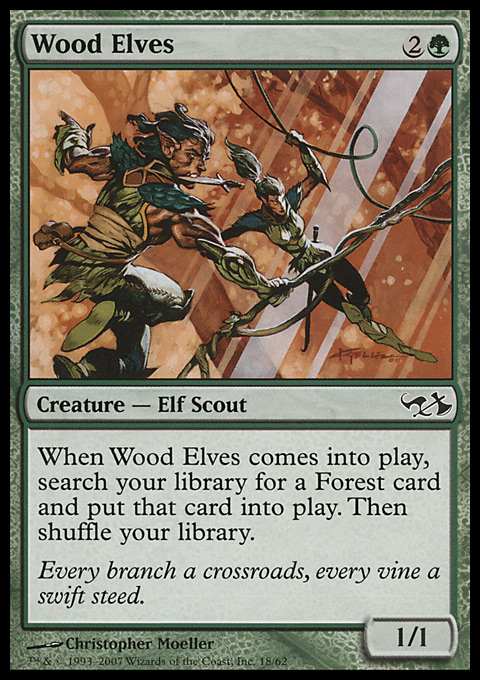 Wood Elves 2
Creature — Elf Scout
When Wood Elves comes into play,
search your library for a Forest card
and put that card into play. Then
shuffle your library.
Every branch a crossroads, every vine a
swift steed.
Christopher Moeller
1/1
™ & © 1993-2007 Wizards of the Coast, Inc. 18/62